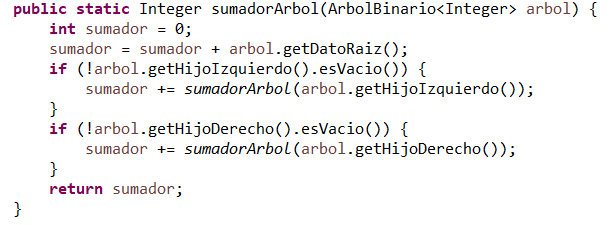 public static Integer sumadorArbol(ArbolBinario<Integer> arbol) {
    int sumador = 0;
    sumador = sumador + arbol.getDatoRaiz();
    if (!arbol.getHijoIzquierdo().esVacio()) {
        sumador += sumadorArbol(arbol.getHijoIzquierdo());
    }
    if (!arbol.getHijoDerecho().esVacio()) {
        sumador += sumadorArbol(arbol.getHijoDerecho());
    }
    return sumador;
}